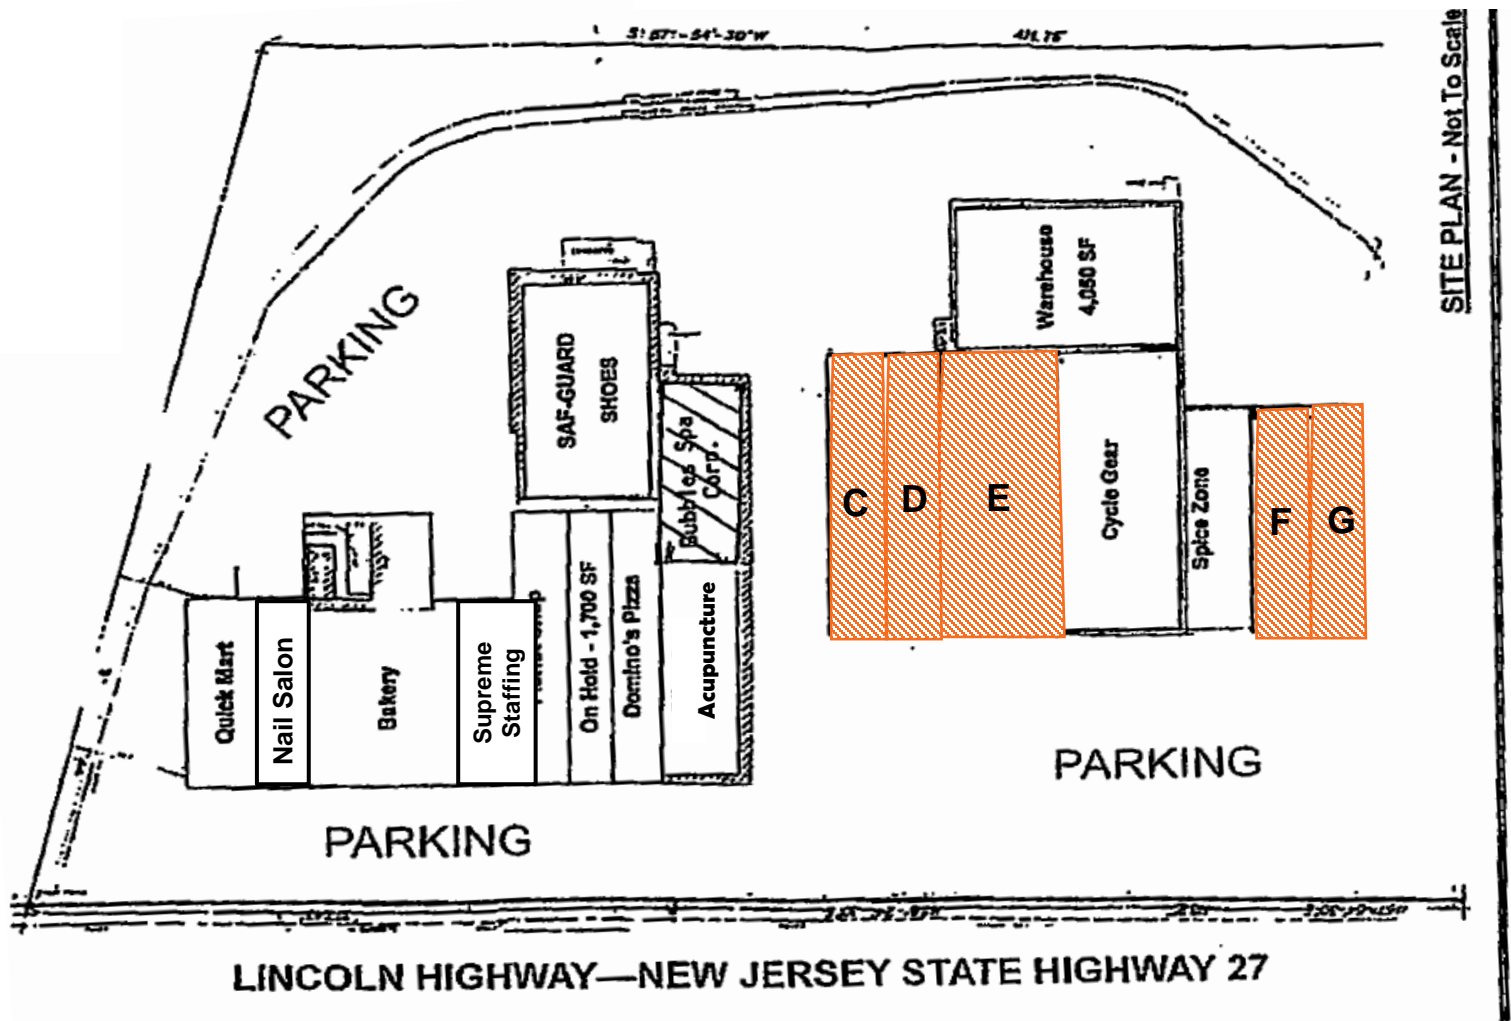 SITE PLAN - Not To Scale
PARKING
SAF-GUARD
SHOES
Bubbles Spa
Corp.
Warehouse
4,050 SF
C
D
E
Cycle Gear
Spice Zone
F
G
Quick Mart
Nail Salon
Bakery
Supreme
Staffing
On Hold - 1,700 SF
Domino's Pizza
Acupuncture
PARKING
PARKING
LINCOLN HIGHWAY—NEW JERSEY STATE HIGHWAY 27